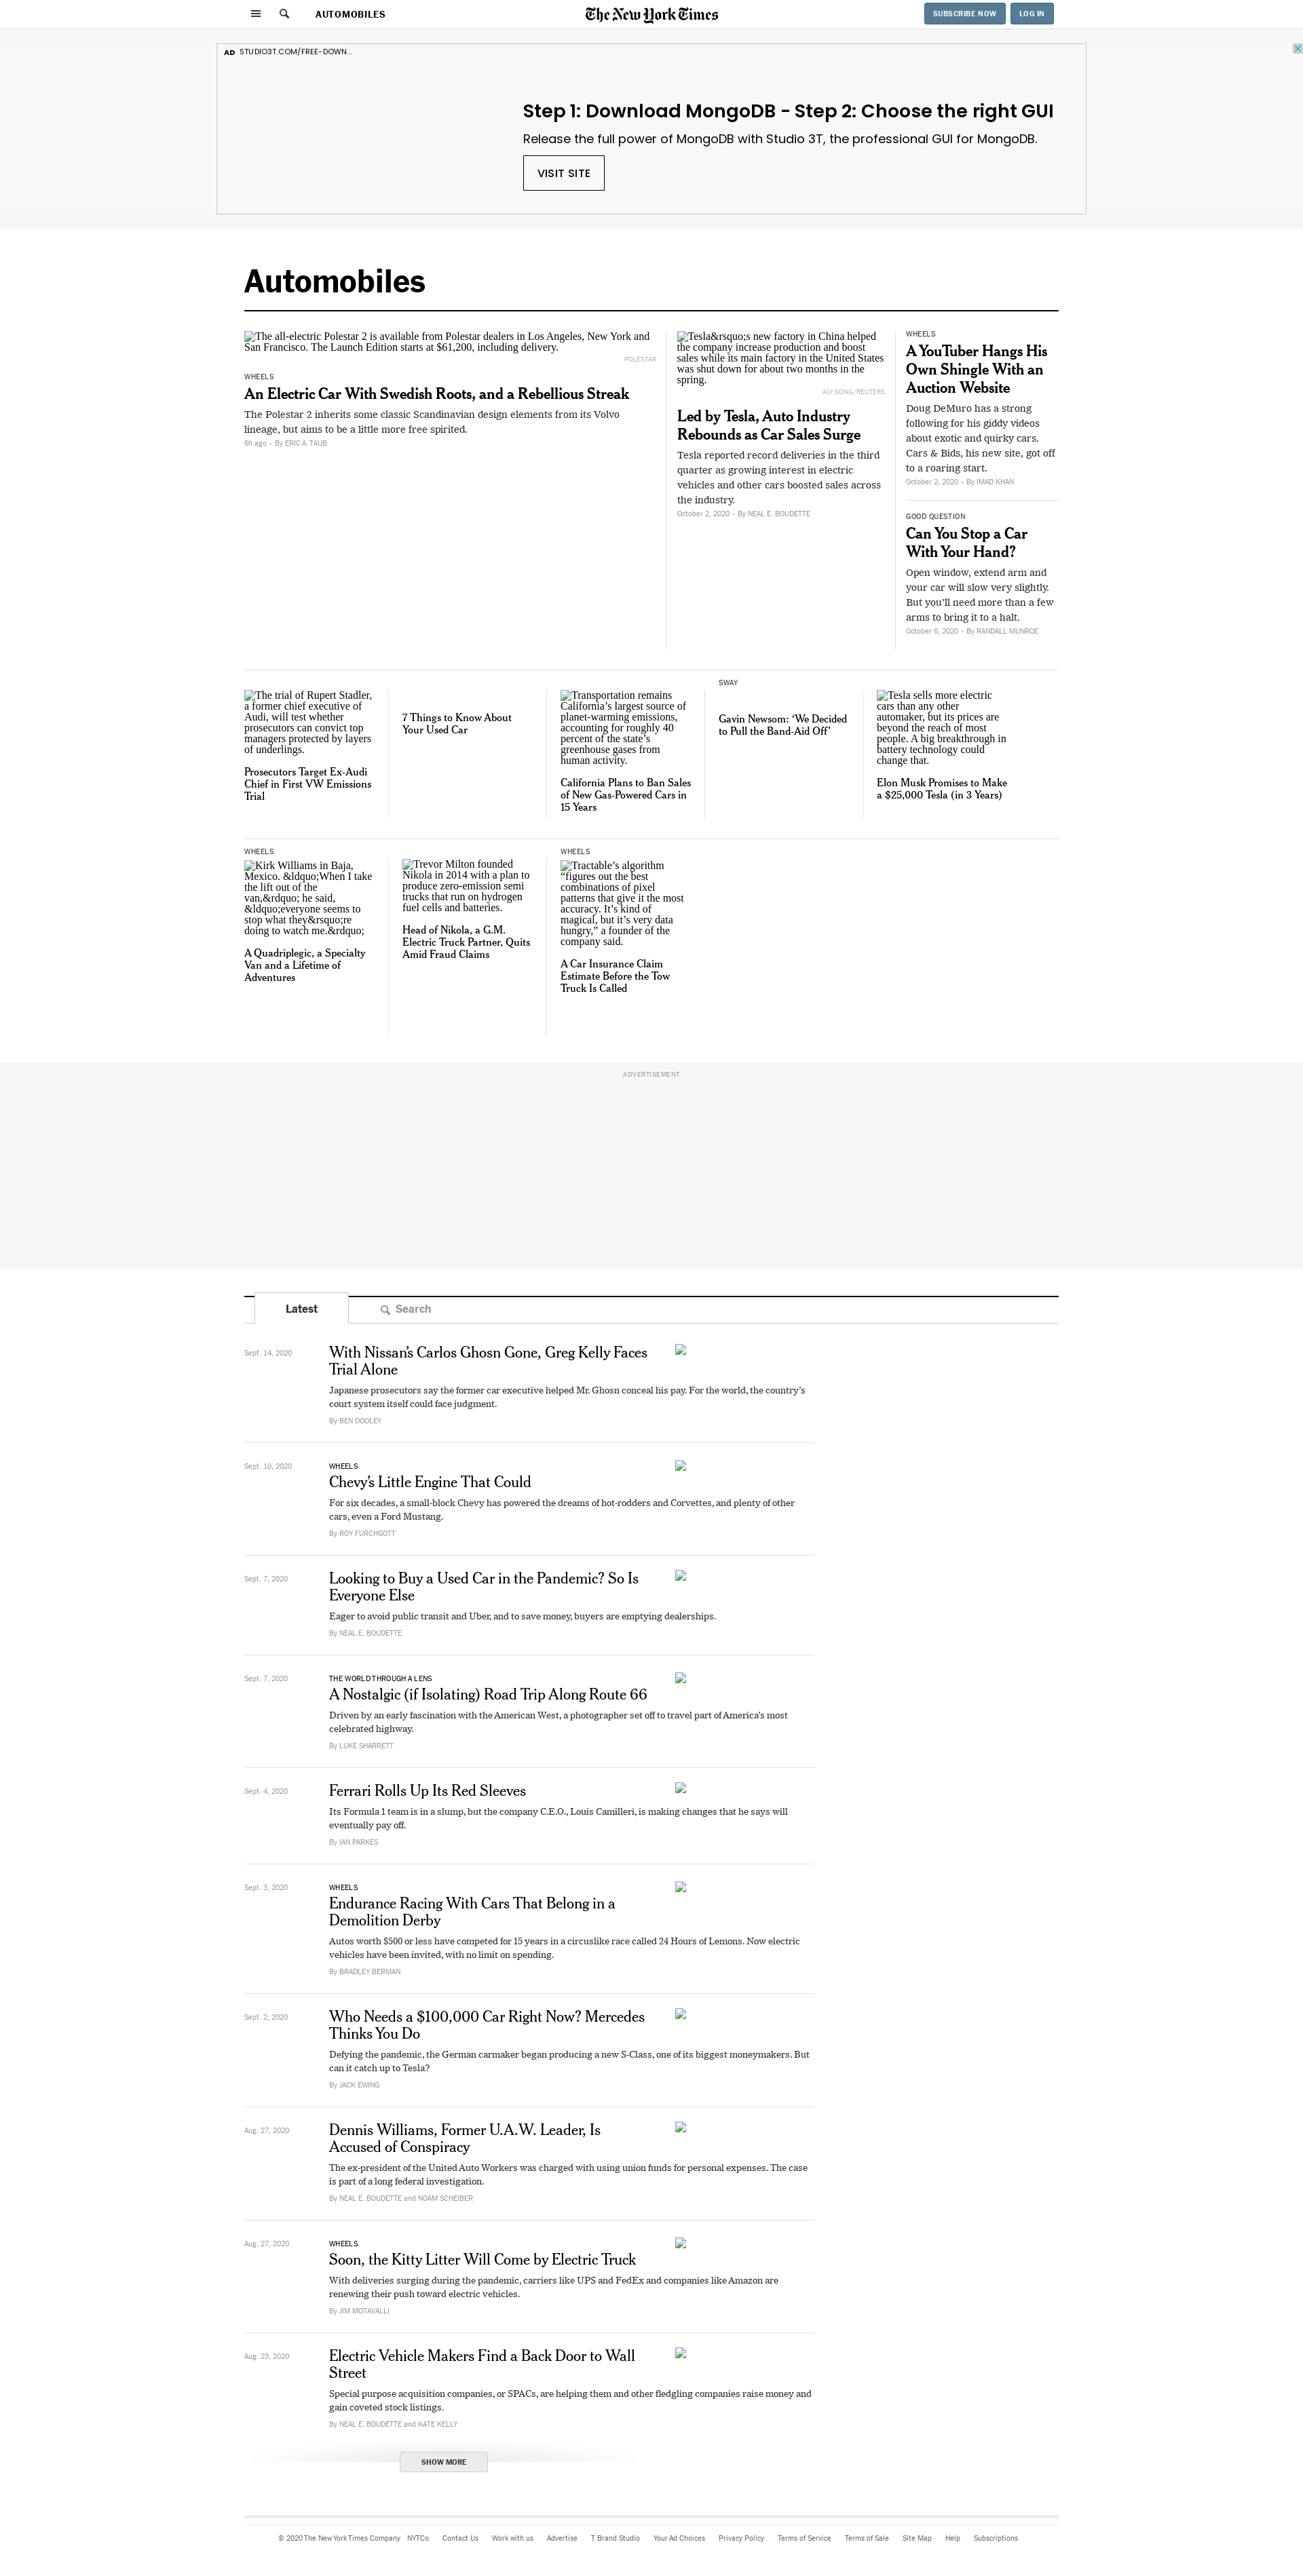 AUTOMOBILES
The New York Times
SUBSCRIBE NOW
LOG IN
AD STUDIO3T.COM/FREE-DOWN...
Step 1: Download MongoDB - Step 2: Choose the right GUI
Release the full power of MongoDB with Studio 3T, the professional GUI for MongoDB.
VISIT SITE
Automobiles
The all-electric Polestar 2 is available from Polestar dealers in Los Angeles, New York and
San Francisco. The Launch Edition starts at $61,200, including delivery.
POLESTAR
WHEELS
An Electric Car With Swedish Roots, and a Rebellious Streak
The Polestar 2 inherits some classic Scandinavian design elements from its Volvo
lineage, but aims to be a little more free spirited.
6h ago • By ERIC A. TAUB
Tesla&rsquo;s new factory in China helped
the company increase production and boost
sales while its main factory in the United States
was shut down for about two months in the
spring.
ALY SONG/REUTERS
Led by Tesla, Auto Industry
Rebounds as Car Sales Surge
Tesla reported record deliveries in the third
quarter as growing interest in electric
vehicles and other cars boosted sales across
the industry.
October 2, 2020 • By NEAL E. BOUDETTE
WHEELS
A YouTuber Hangs His
Own Shingle With an
Auction Website
Doug DeMuro has a strong
following for his giddy videos
about exotic and quirky cars.
Cars & Bids, his new site, got off
to a roaring start.
October 2, 2020 • By IMAD KHAN
GOOD QUESTION
Can You Stop a Car
With Your Hand?
Open window, extend arm and
your car will slow very slightly.
But you’ll need more than a few
arms to bring it to a halt.
October 6, 2020 • By RANDALL MUNROE
The trial of Rupert Stadler,
a former chief executive of
Audi, will test whether
prosecutors can convict top
managers protected by layers
of underlings.
Prosecutors Target Ex-Audi
Chief in First VW Emissions
Trial
7 Things to Know About
Your Used Car
Transportation remains
California’s largest source of
planet-warming emissions,
accounting for roughly 40
percent of the state’s
greenhouse gases from
human activity.
California Plans to Ban Sales
of New Gas-Powered Cars in
15 Years
SWAY
Gavin Newsom: ‘We Decided
to Pull the Band-Aid Off’
Tesla sells more electric
cars than any other
automaker, but its prices are
beyond the reach of most
people. A big breakthrough in
battery technology could
change that.
Elon Musk Promises to Make
a $25,000 Tesla (in 3 Years)
WHEELS
Kirk Williams in Baja,
Mexico. &ldquo;When I take
the lift out of the
van,&rdquo; he said,
&ldquo;everyone seems to
stop what they&rsquo;re
doing to watch me.&rdquo;
A Quadriplegic, a Specialty
Van and a Lifetime of
Adventures
Trevor Milton founded
Nikola in 2014 with a plan to
produce zero-emission semi
trucks that run on hydrogen
fuel cells and batteries.
Head of Nikola, a G.M.
Electric Truck Partner, Quits
Amid Fraud Claims
WHEELS
Tractable’s algorithm
“figures out the best
combinations of pixel
patterns that give it the most
accuracy. It’s kind of
magical, but it’s very data
hungry,” a founder of the
company said.
A Car Insurance Claim
Estimate Before the Tow
Truck Is Called
ADVERTISEMENT
Latest
Search
Sept. 14, 2020
With Nissan’s Carlos Ghosn Gone, Greg Kelly Faces
Trial Alone
Japanese prosecutors say the former car executive helped Mr. Ghosn conceal his pay. For the world, the country’s
court system itself could face judgment.
By BEN DOOLEY
Sept. 10, 2020
WHEELS
Chevy’s Little Engine That Could
For six decades, a small-block Chevy has powered the dreams of hot-rodders and Corvettes, and plenty of other
cars, even a Ford Mustang.
By ROY FURCHGOTT
Sept. 7, 2020
Looking to Buy a Used Car in the Pandemic? So Is
Everyone Else
Eager to avoid public transit and Uber, and to save money, buyers are emptying dealerships.
By NEAL E. BOUDETTE
Sept. 7, 2020
THE WORLD THROUGH A LENS
A Nostalgic (if Isolating) Road Trip Along Route 66
Driven by an early fascination with the American West, a photographer set off to travel part of America’s most
celebrated highway.
By LUKE SHARRETT
Sept. 4, 2020
Ferrari Rolls Up Its Red Sleeves
Its Formula 1 team is in a slump, but the company C.E.O., Louis Camilleri, is making changes that he says will
eventually pay off.
By IAN PARKES
Sept. 3, 2020
WHEELS
Endurance Racing With Cars That Belong in a
Demolition Derby
Autos worth $500 or less have competed for 15 years in a circuslike race called 24 Hours of Lemons. Now electric
vehicles have been invited, with no limit on spending.
By BRADLEY BERMAN
Sept. 2, 2020
Who Needs a $100,000 Car Right Now? Mercedes
Thinks You Do
Defying the pandemic, the German carmaker began producing a new S-Class, one of its biggest moneymakers. But
can it catch up to Tesla?
By JACK EWING
Aug. 27, 2020
Dennis Williams, Former U.A.W. Leader, Is
Accused of Conspiracy
The ex-president of the United Auto Workers was charged with using union funds for personal expenses. The case
is part of a long federal investigation.
By NEAL E. BOUDETTE and NOAM SCHEIBER
Aug. 27, 2020
WHEELS
Soon, the Kitty Litter Will Come by Electric Truck
With deliveries surging during the pandemic, carriers like UPS and FedEx and companies like Amazon are
renewing their push toward electric vehicles.
By JIM MOTAVALLI
Aug. 23, 2020
Electric Vehicle Makers Find a Back Door to Wall
Street
Special purpose acquisition companies, or SPACs, are helping them and other fledgling companies raise money and
gain coveted stock listings.
By NEAL E. BOUDETTE and KATE KELLY
SHOW MORE
© 2020 The New York Times Company NYTCo Contact Us Work with us Advertise T Brand Studio Your Ad Choices Privacy Policy Terms of Service Terms of Sale Site Map Help Subscriptions